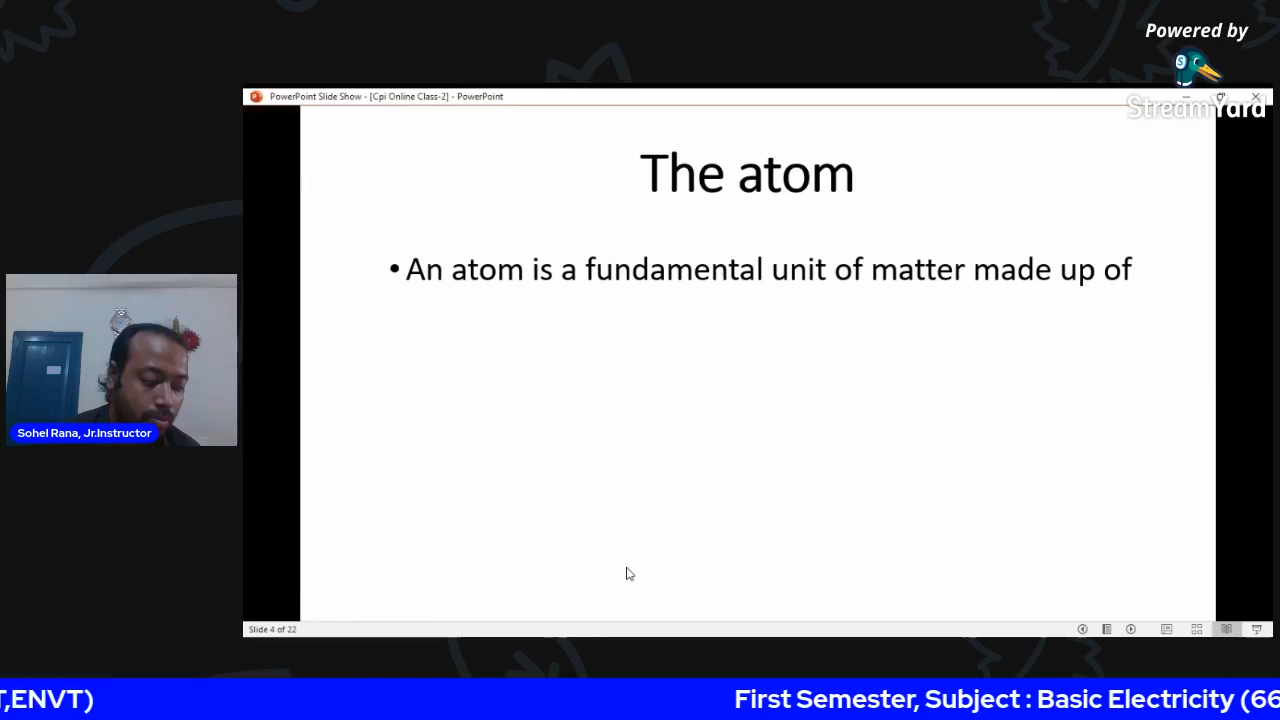 Powered by
StreamYard
PowerPoint Slide Show - [Cpi Online Class-2] - PowerPoint
The atom
• An atom is a fundamental unit of matter made up of
Sohel Rana, Jr.Instructor
Slide 4 of 22
T,ENVT) First Semester, Subject : Basic Electricity (66